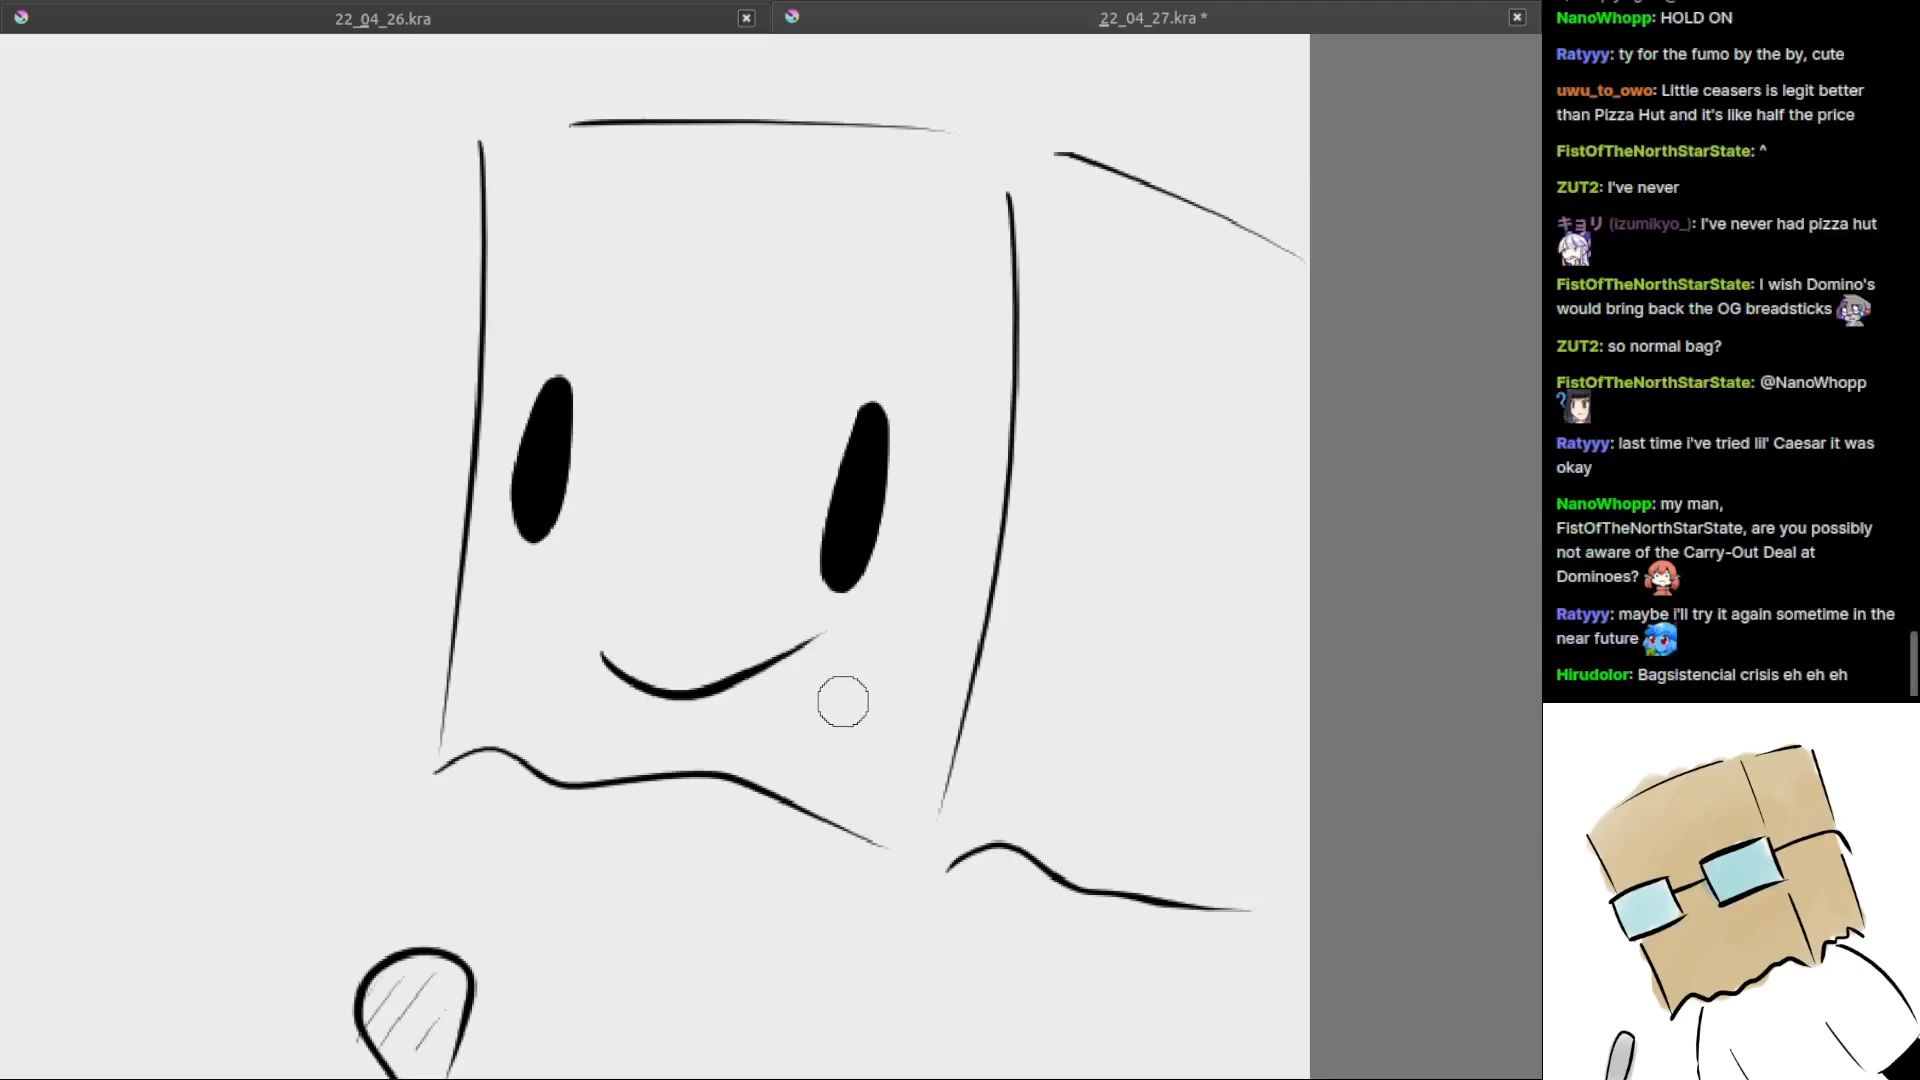 22_04_26.kra
22_04_27.kra *
NanoWhopp: HOLD ON
Ratyyy: ty for the fumo by the by, cute
uwu_to_owo: Little ceasers is legit better
than Pizza Hut and it's like half the price
FistOfTheNorthStarState: ^
ZUT2: I've never
キョリ (izumikyo_): I've never had pizza hut
FistOfTheNorthStarState: I wish Domino's
would bring back the OG breadsticks
ZUT2: so normal bag?
FistOfTheNorthStarState: @NanoWhopp
Ratyyy: last time i've tried lil' Caesar it was
okay
NanoWhopp: my man,
FistOfTheNorthStarState, are you possibly
not aware of the Carry-Out Deal at
Dominoes?
Ratyyy: maybe i'll try it again sometime in the
near future
Hirudolor: Bagsistencial crisis eh eh eh